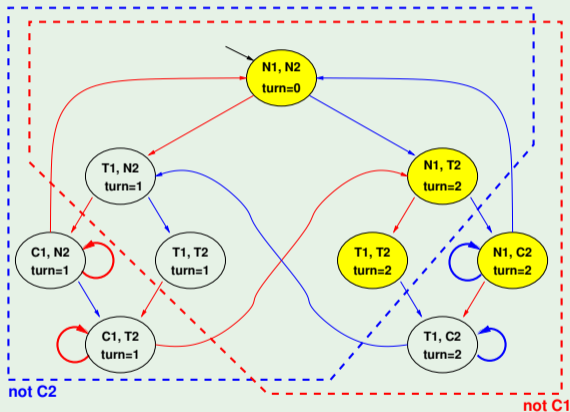 N1, N2
turn=0
T1, N2
turn=1
N1, T2
turn=2
C1, N2
turn=1
T1, T2
turn=1
T1, T2
turn=2
N1, C2
turn=2
C1, T2
turn=1
T1, C2
turn=2
not C2
not C1